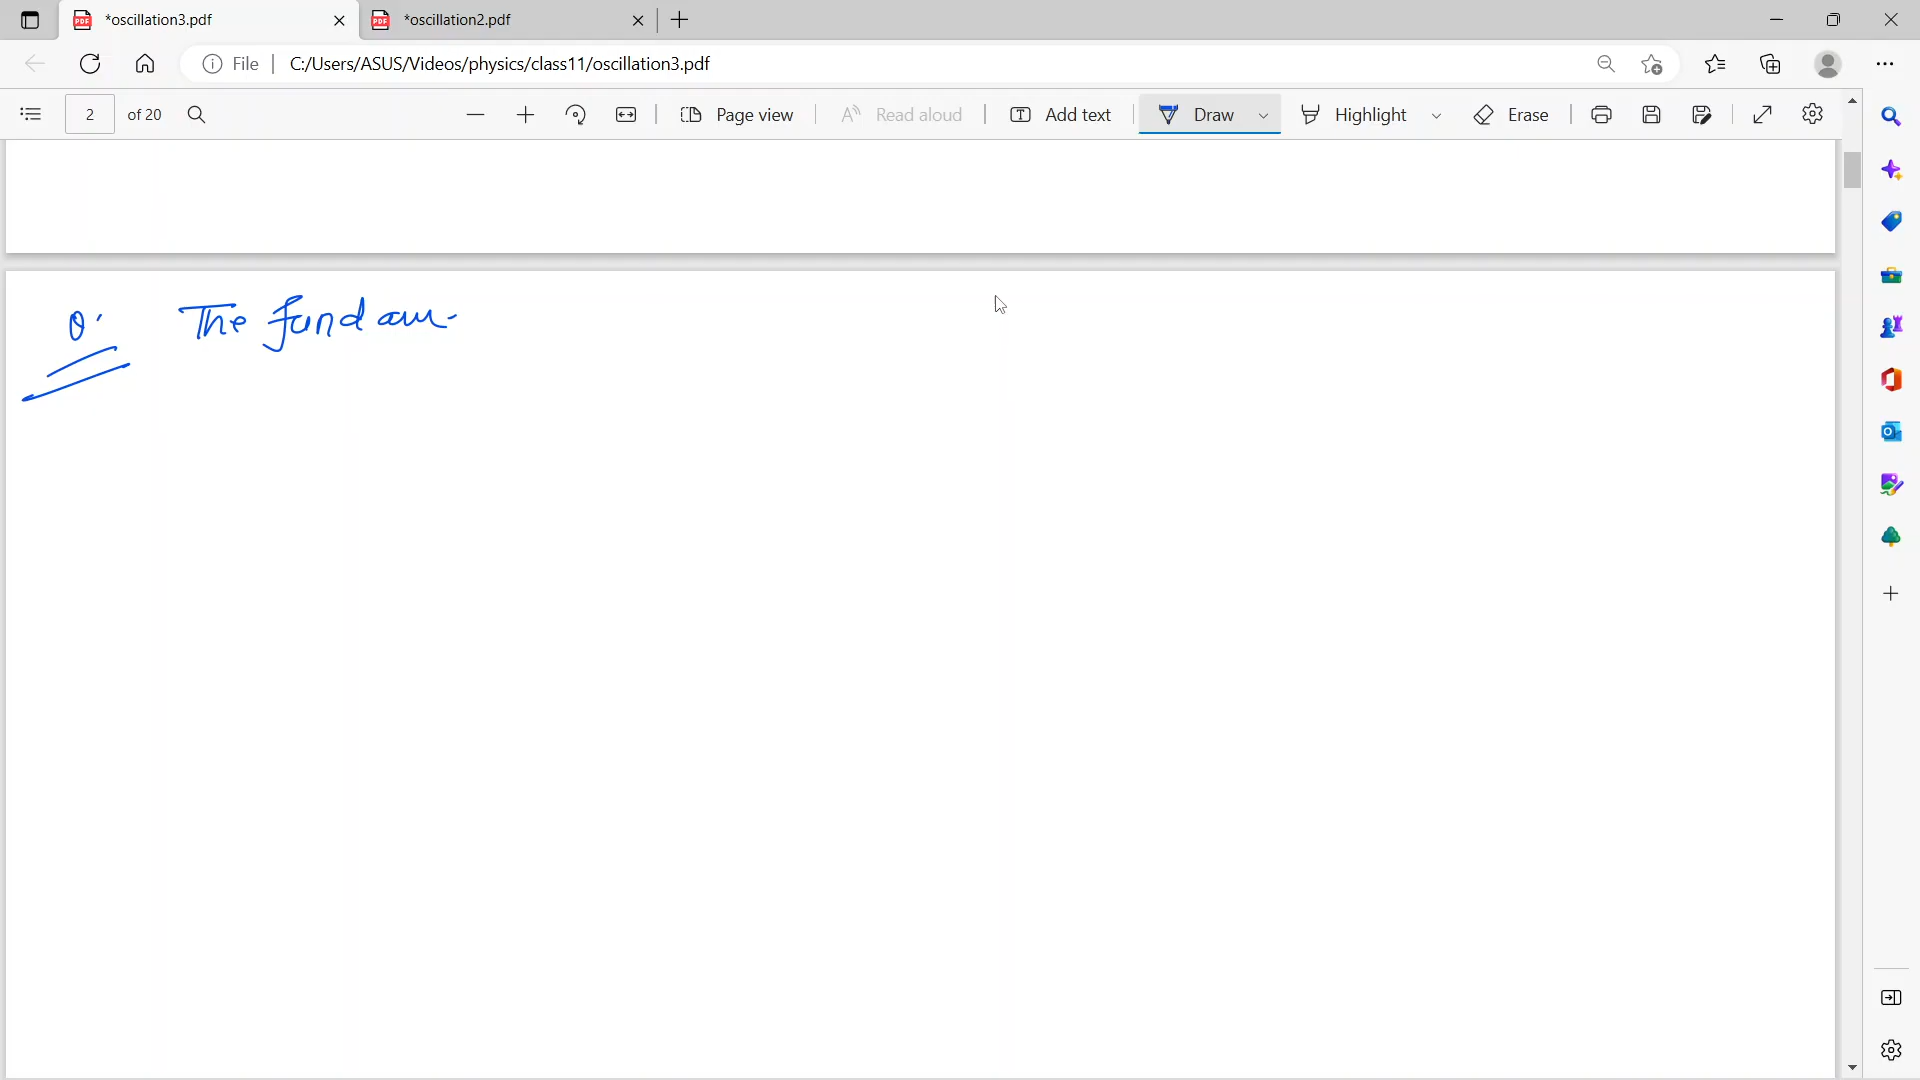 *oscillation3.pdf
*oscillation2.pdf
File
C:/Users/ASUS/Videos/physics/class11/oscillation3.pdf
2 of 20
Page view
Read aloud
Add text
Draw
Highlight
Erase
Q. The fundam-